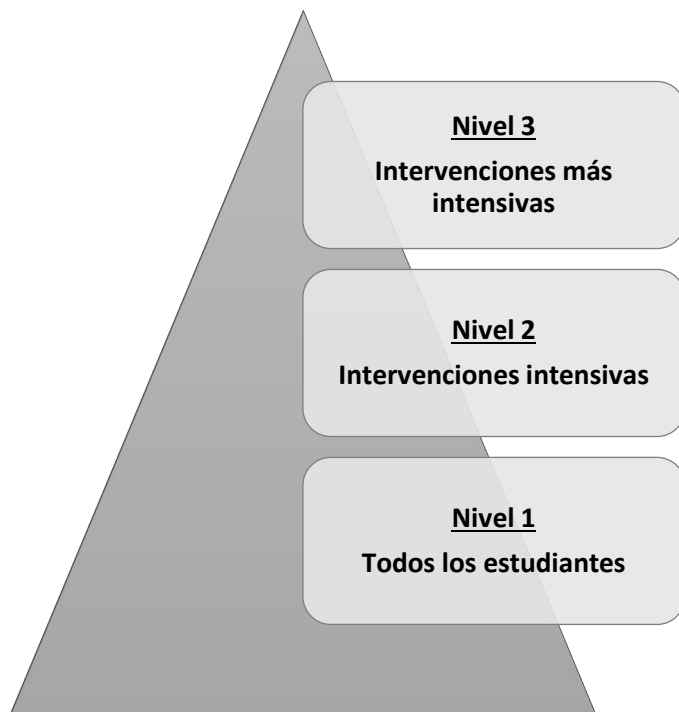 Nivel 3
Intervenciones más
intensivas
Nivel 2
Intervenciones intensivas
Nivel 1
Todos los estudiantes